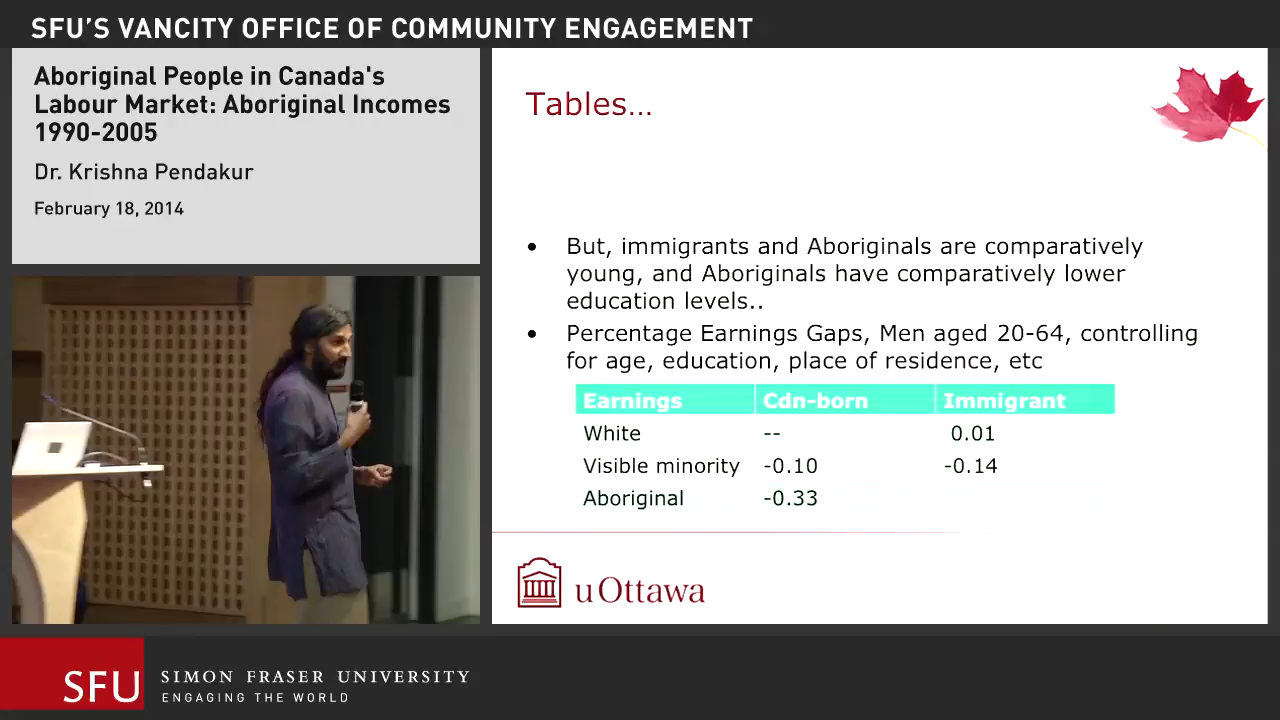 SFU'S VANCITY OFFICE OF COMMUNITY ENGAGEMENT
Aboriginal People in Canada's
Labour Market: Aboriginal Incomes
1990-2005
Dr. Krishna Pendakur
February 18, 2014
Tables…
• But, immigrants and Aboriginals are comparatively
young, and Aboriginals have comparatively lower
education levels..
• Percentage Earnings Gaps, Men aged 20-64, controlling
for age, education, place of residence, etc
Earnings Cdn-born Immigrant
White -- 0.01
Visible minority -0.10 -0.14
Aboriginal -0.33
uOttawa
SFU SIMON FRASER UNIVERSITY
ENGAGING THE WORLD